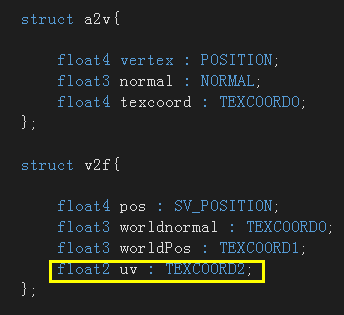 struct a2v{
float4 vertex : POSITION;
float3 normal : NORMAL;
float4 texcoord : TEXCOORD0;
};
struct v2f{
float4 pos : SV_POSITION;
float3 worldnormal : TEXCOORD0;
float3 worldPos : TEXCOORD1;
float2 uv : TEXCOORD2;
};